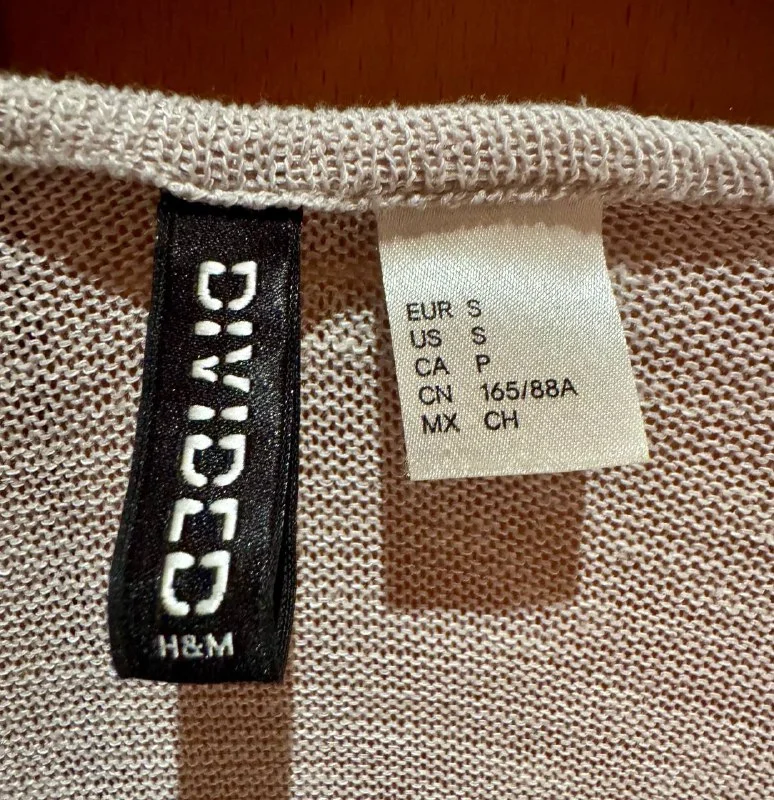 DIVIDED
H&M
EUR S
US S
CA P
CN 165/88A
MX CH